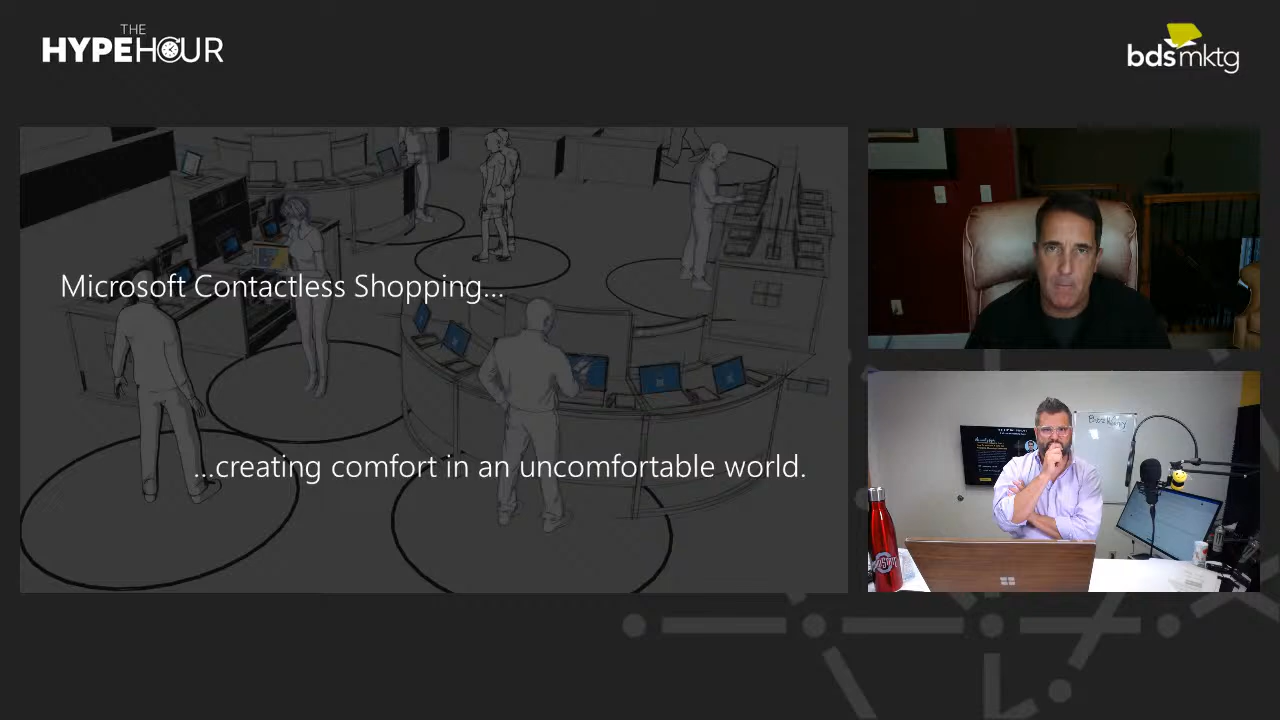 THE
HYPEHOUR
bdsmktg
Microsoft Contactless Shopping...
...creating comfort in an uncomfortable world.